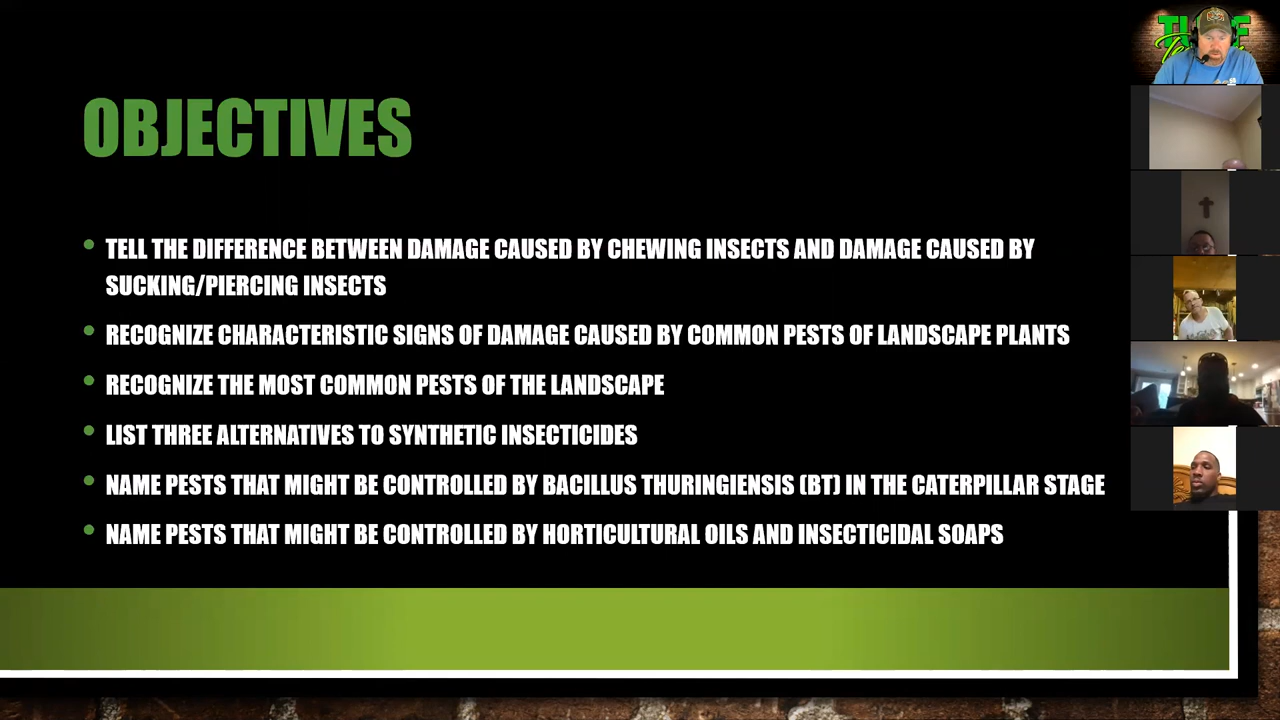 OBJECTIVES
TELL THE DIFFERENCE BETWEEN DAMAGE CAUSED BY CHEWING INSECTS AND DAMAGE CAUSED BY
SUCKING/PIERCING INSECTS
RECOGNIZE CHARACTERISTIC SIGNS OF DAMAGE CAUSED BY COMMON PESTS OF LANDSCAPE PLANTS
RECOGNIZE THE MOST COMMON PESTS OF THE LANDSCAPE
LIST THREE ALTERNATIVES TO SYNTHETIC INSECTICIDES
NAME PESTS THAT MIGHT BE CONTROLLED BY BACILLUS THURINGIENSIS (BT) IN THE CATERPILLAR STAGE
NAME PESTS THAT MIGHT BE CONTROLLED BY HORTICULTURAL OILS AND INSECTICIDAL SOAPS